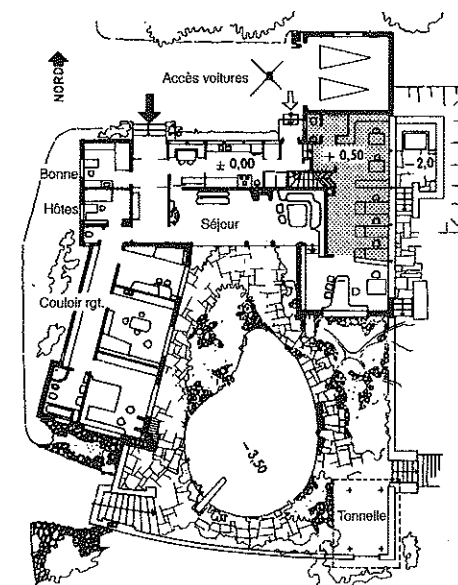 NORD
Accès voitures
± 0,00
+ 0,50
2,0
Bonne
Hôtes
Séjour
Couloir rgt.
D
- 3,50
Tonnelle